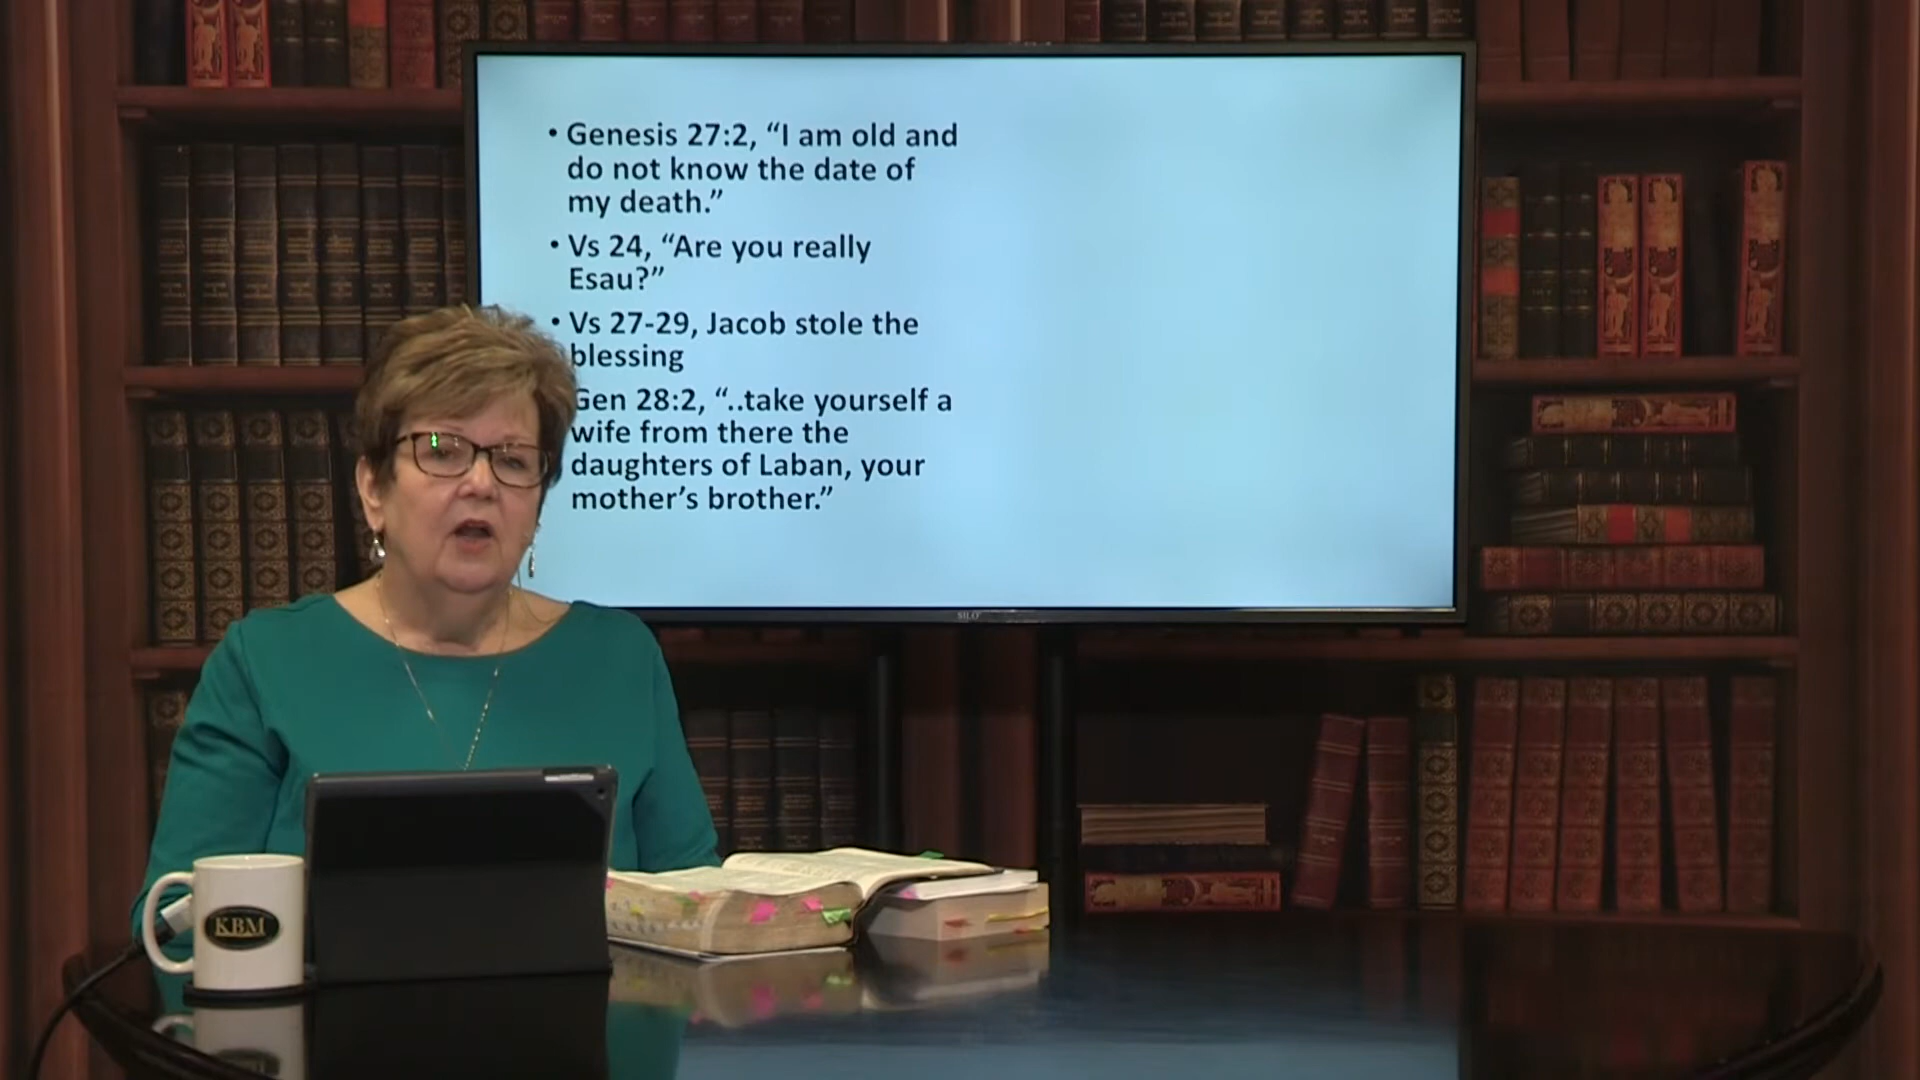 • Genesis 27:2, “I am old and
do not know the date of
my death.”
• Vs 24, “Are you really
Esau?”
• Vs 27-29, Jacob stole the
blessing
Gen 28:2, “..take yourself a
wife from there the
daughters of Laban, your
mother’s brother.”
SILO
KBM